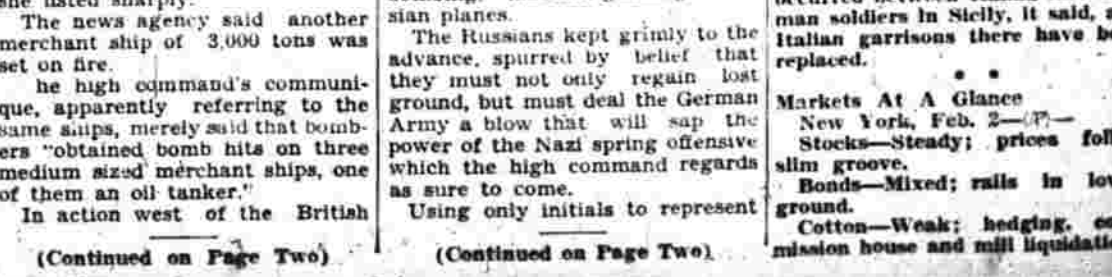 The news agency said another
merchant ship of 3,000 tons was
set on fire.
he high command's communi-
que, apparently referring to the
same ships, merely said that bomb-
ers "obtained bomb hits on three
medium sized merchant ships, one
of them an oil tanker."
In action west of the British
(Continued on Page Two)
sian planes.
The Russians kept grimly to the
advance, spurred by belief that
they must not only regain lost
ground, but must deal the German
Army a blow that will sap the
power of the Nazi spring offensive
which the high command regards
as sure to come.
Using only initials to represent
(Continued on Page Two)
man soldiers in Sicily, it said,
Italian garrisons there have
replaced.
Markets At A Glance
New York, Feb. 2—(P)—
Stocks—Steady; prices
slim groove.
Bonds—Mixed; rails in
ground.
Cotton—Weak; hedging,
mission house and mill